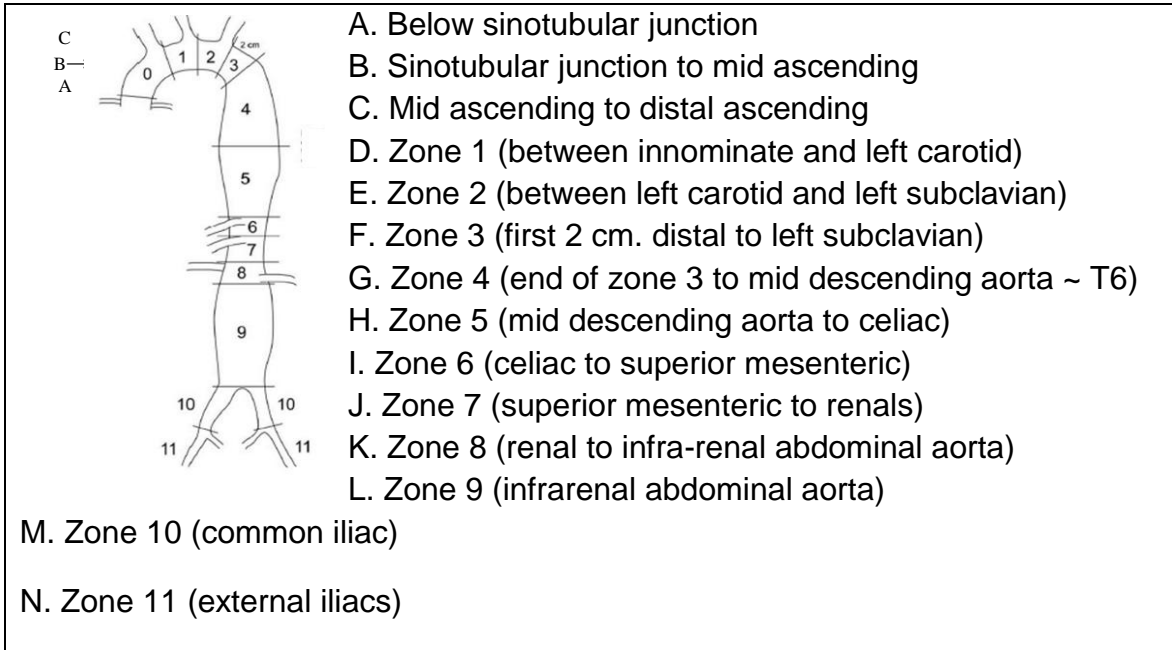 C
B
A
0
1
2
2 cm
3
4
5
6
7
8
9
10
10
11
11
A. Below sinotubular junction
B. Sinotubular junction to mid ascending
C. Mid ascending to distal ascending
D. Zone 1 (between innominate and left carotid)
E. Zone 2 (between left carotid and left subclavian)
F. Zone 3 (first 2 cm. distal to left subclavian)
G. Zone 4 (end of zone 3 to mid descending aorta ~ T6)
H. Zone 5 (mid descending aorta to celiac)
I. Zone 6 (celiac to superior mesenteric)
J. Zone 7 (superior mesenteric to renals)
K. Zone 8 (renal to infra-renal abdominal aorta)
L. Zone 9 (infrarenal abdominal aorta)
M. Zone 10 (common iliac)
N. Zone 11 (external iliacs)